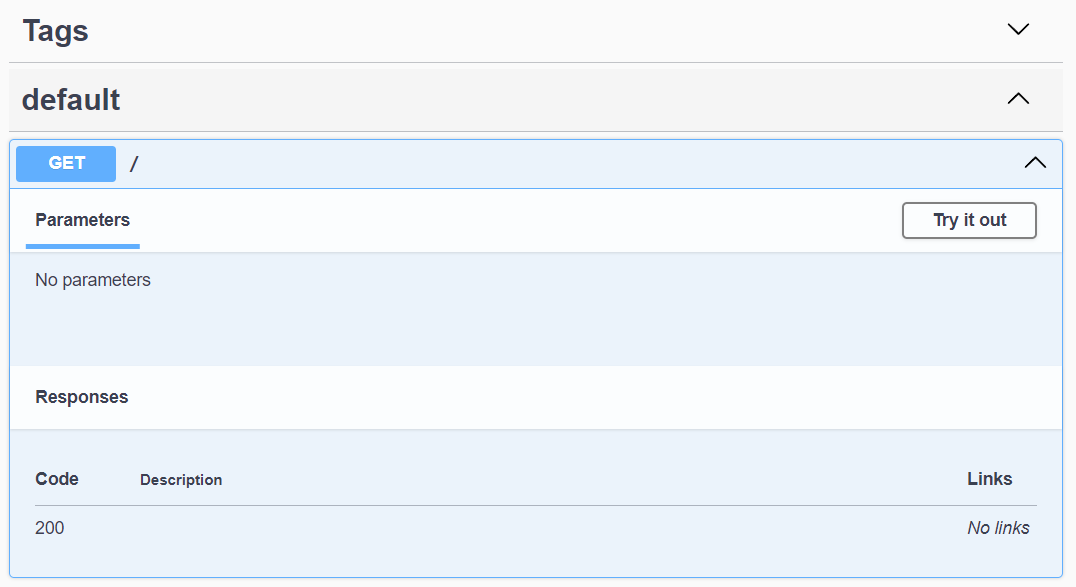 Tags
default
GET /
Parameters Try it out
No parameters
Responses
Code Description Links
200 No links